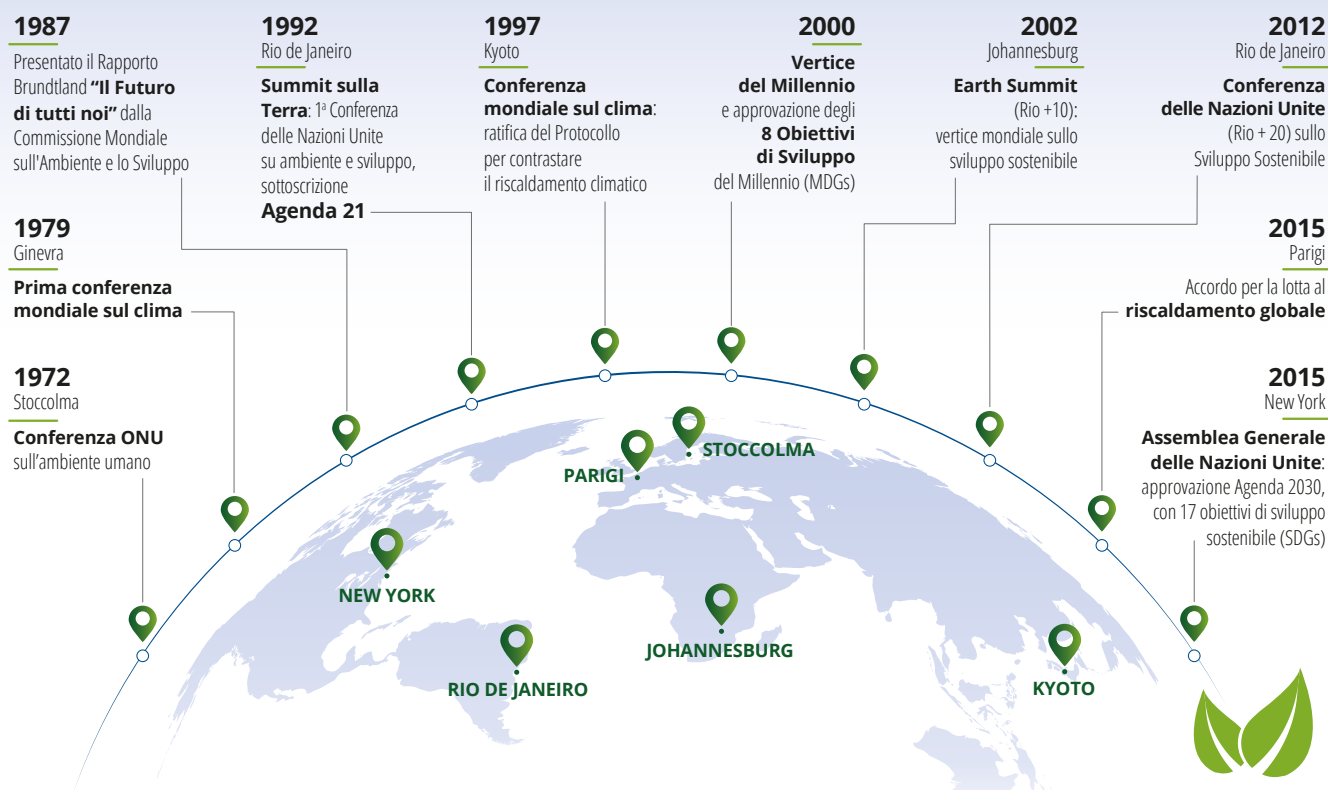 1987
Presentato il Rapporto
Brundtland “Il Futuro
di tutti noi” dalla
Commissione Mondiale
sull'Ambiente e lo Sviluppo
1992
Rio de Janeiro
Summit sulla
Terra: 1ª Conferenza
delle Nazioni Unite
su ambiente e sviluppo,
sottoscrizione
Agenda 21
1997
Kyoto
Conferenza
mondiale sul clima:
ratifica del Protocollo
per contrastare
il riscaldamento climatico
2000
Vertice
del Millennio
e approvazione degli
8 Obiettivi
di Sviluppo
del Millennio (MDGs)
2002
Johannesburg
Earth Summit
(Rio +10):
vertice mondiale sullo
sviluppo sostenibile
2012
Rio de Janeiro
Conferenza
delle Nazioni Unite
(Rio + 20) sullo
Sviluppo Sostenibile
1979
Ginevra
Prima conferenza
mondiale sul clima
2015
Parigi
Accordo per la lotta al
riscaldamento globale
1972
Stoccolma
Conferenza ONU
sull’ambiente umano
2015
New York
Assemblea Generale
delle Nazioni Unite:
approvazione Agenda 2030,
con 17 obiettivi di sviluppo
sostenibile (SDGs)
STOCCOLMA
PARIGI
NEW YORK
JOHANNESBURG
RIO DE JANEIRO
KYOTO